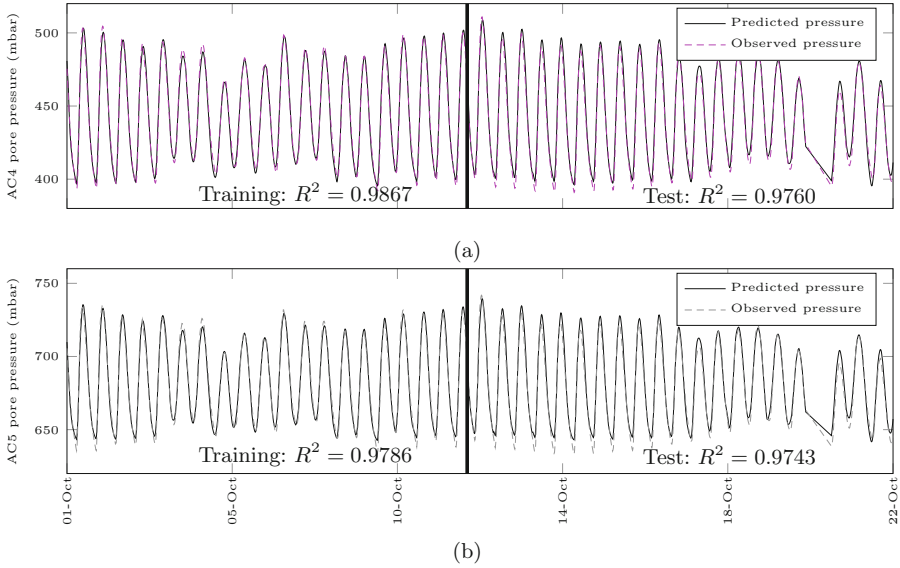 AC4 pore pressure (mbar)
500
450
400
Predicted pressure
Observed pressure
Training: R² = 0.9867
Test: R² = 0.9760
(a)
AC5 pore pressure (mbar)
750
700
650
Predicted pressure
Observed pressure
Training: R² = 0.9786
Test: R² = 0.9743
01-Oct
05-Oct
10-Oct
14-Oct
18-Oct
22-Oct
(b)